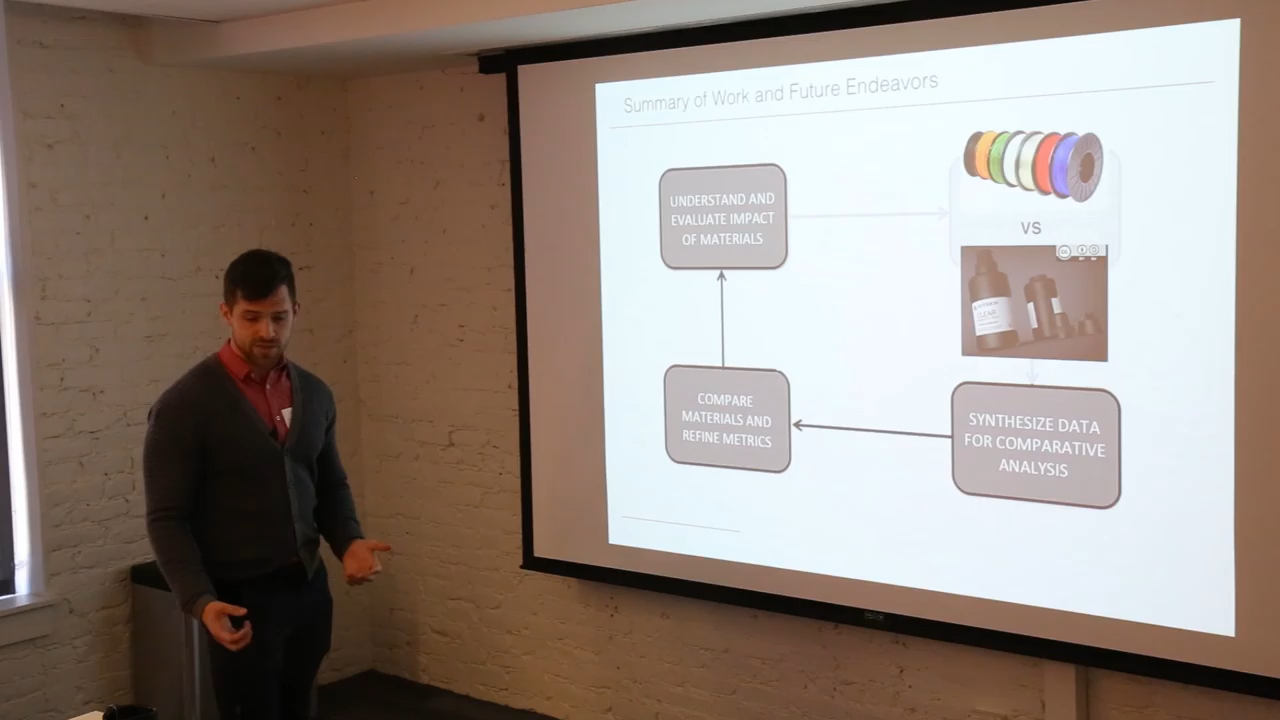 Summary of Work and Future Endeavors
UNDERSTAND AND
EVALUATE IMPACT
OF MATERIALS
VS
CLEAR
COMPARE
MATERIALS AND
REFINE METRICS
SYNTHESIZE DATA
FOR COMPARATIVE
ANALYSIS